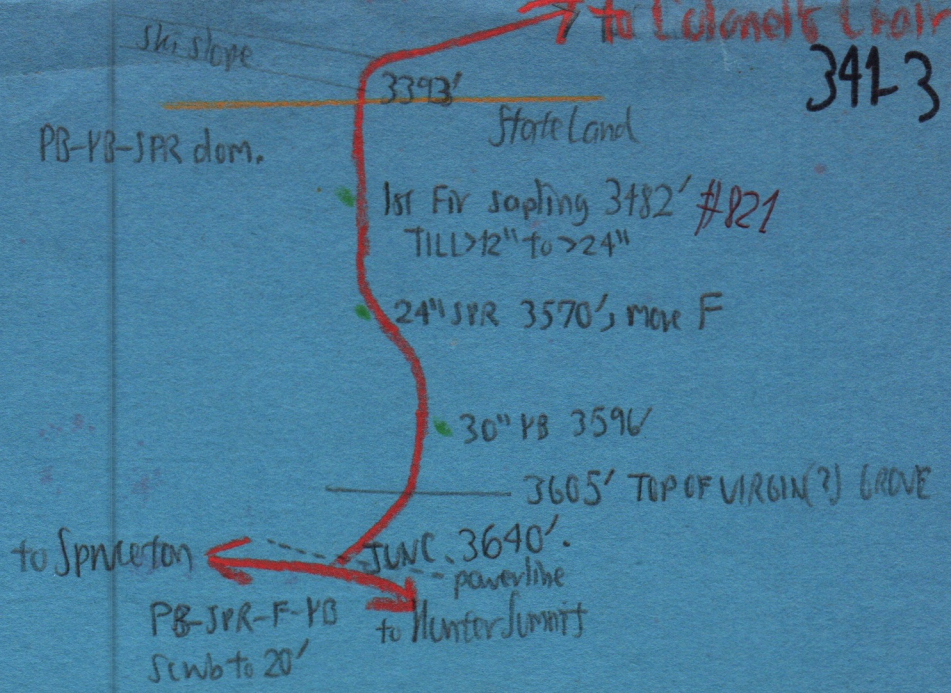 to Colonel's Chair
341-3
Ski slope
3393'
State Land
PB-YB-SPR dom.
1st Fir sapling 3482' #821
TILL >12" to >24"
24" SPR 3570', more F
30" YB 3596'
3605' TOP OF VIRGIN(?) GROVE
JUNC. 3640'.
to Spruceton
powerline
to Hunter Summit
PB-SPR-F-YB
scrub to 20'